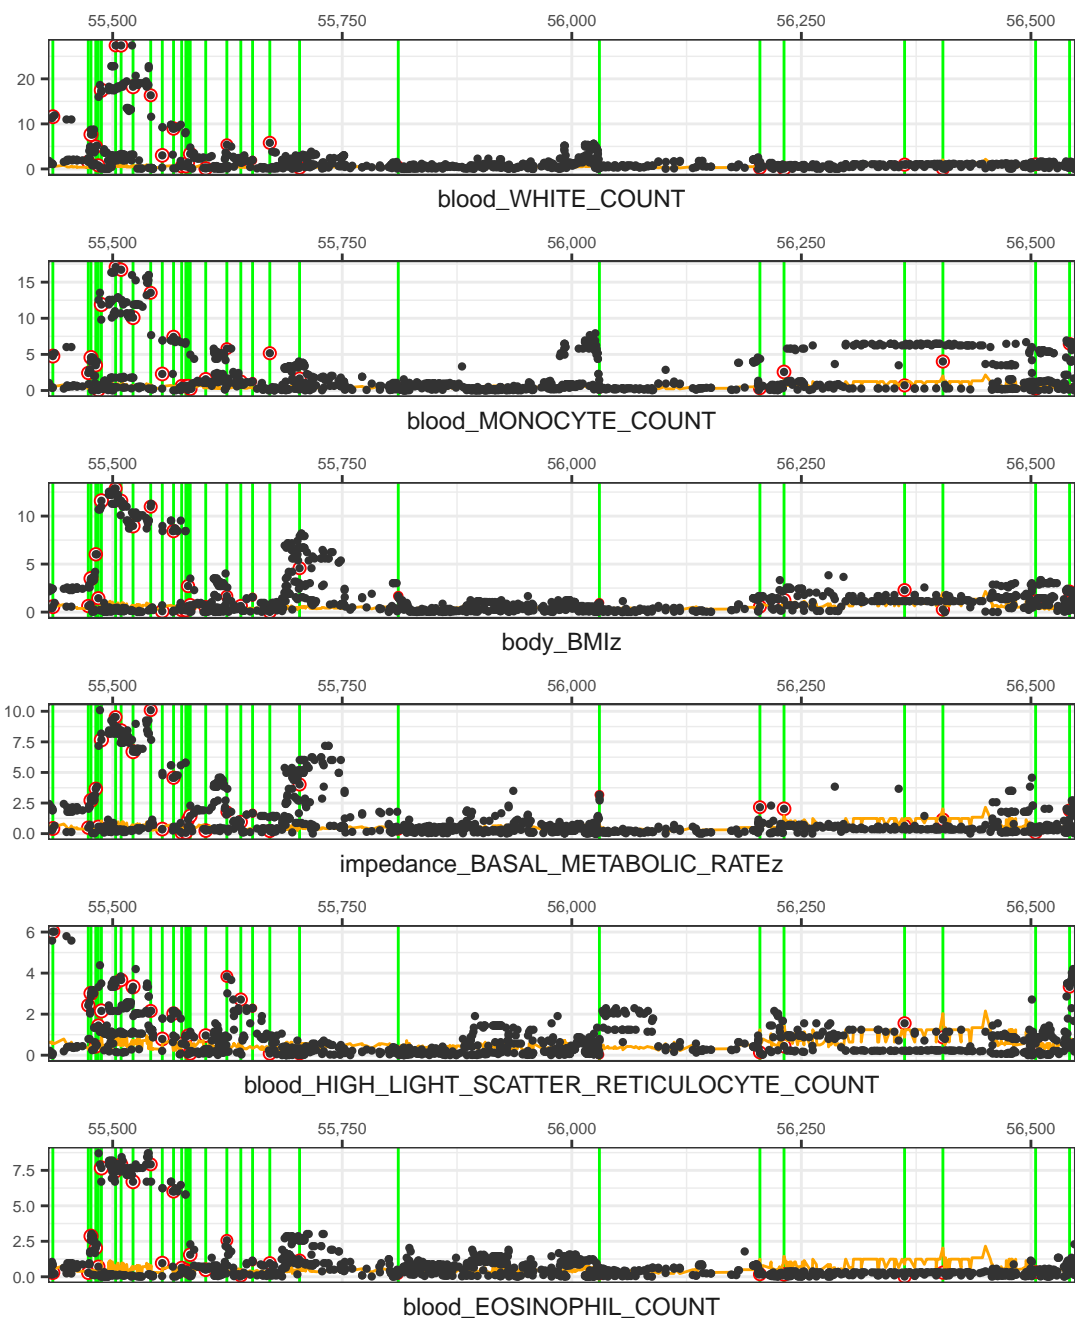 55,500 55,750 56,000 56,250 56,500
20
10
0
blood_WHITE_COUNT
55,500 55,750 56,000 56,250 56,500
15
10
5
0
blood_MONOCYTE_COUNT
55,500 55,750 56,000 56,250 56,500
10
5
0
body_BMIz
55,500 55,750 56,000 56,250 56,500
10.0
7.5
5.0
2.5
0.0
impedance_BASAL_METABOLIC_RATEz
55,500 55,750 56,000 56,250 56,500
6
4
2
0
blood_HIGH_LIGHT_SCATTER_RETICULOCYTE_COUNT
55,500 55,750 56,000 56,250 56,500
7.5
5.0
2.5
0.0
blood_EOSINOPHIL_COUNT